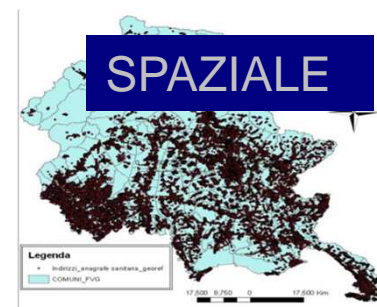 SPAZIALE
Legenda
Indirizzi_anagrafe sanitaria_georef
COMUNI_FVG
17,500 8,750 0 17,500 Km